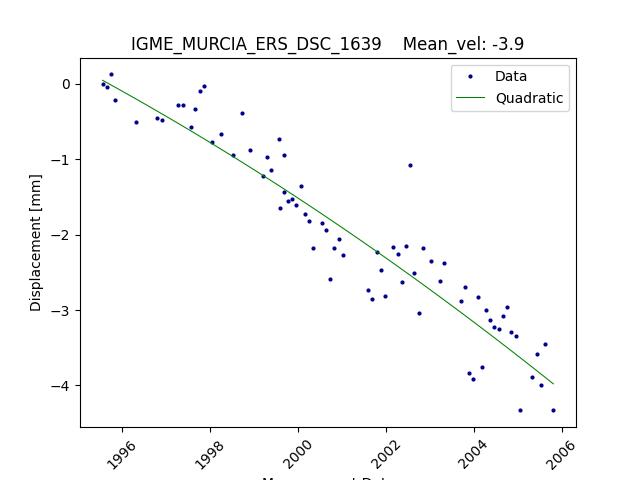 IGME_MURCIA_ERS_DSC_1639    Mean_vel: -3.9
Data
Quadratic
0
−1
−2
−3
−4
Displacement [mm]
1996
1998
2000
2002
2004
2006